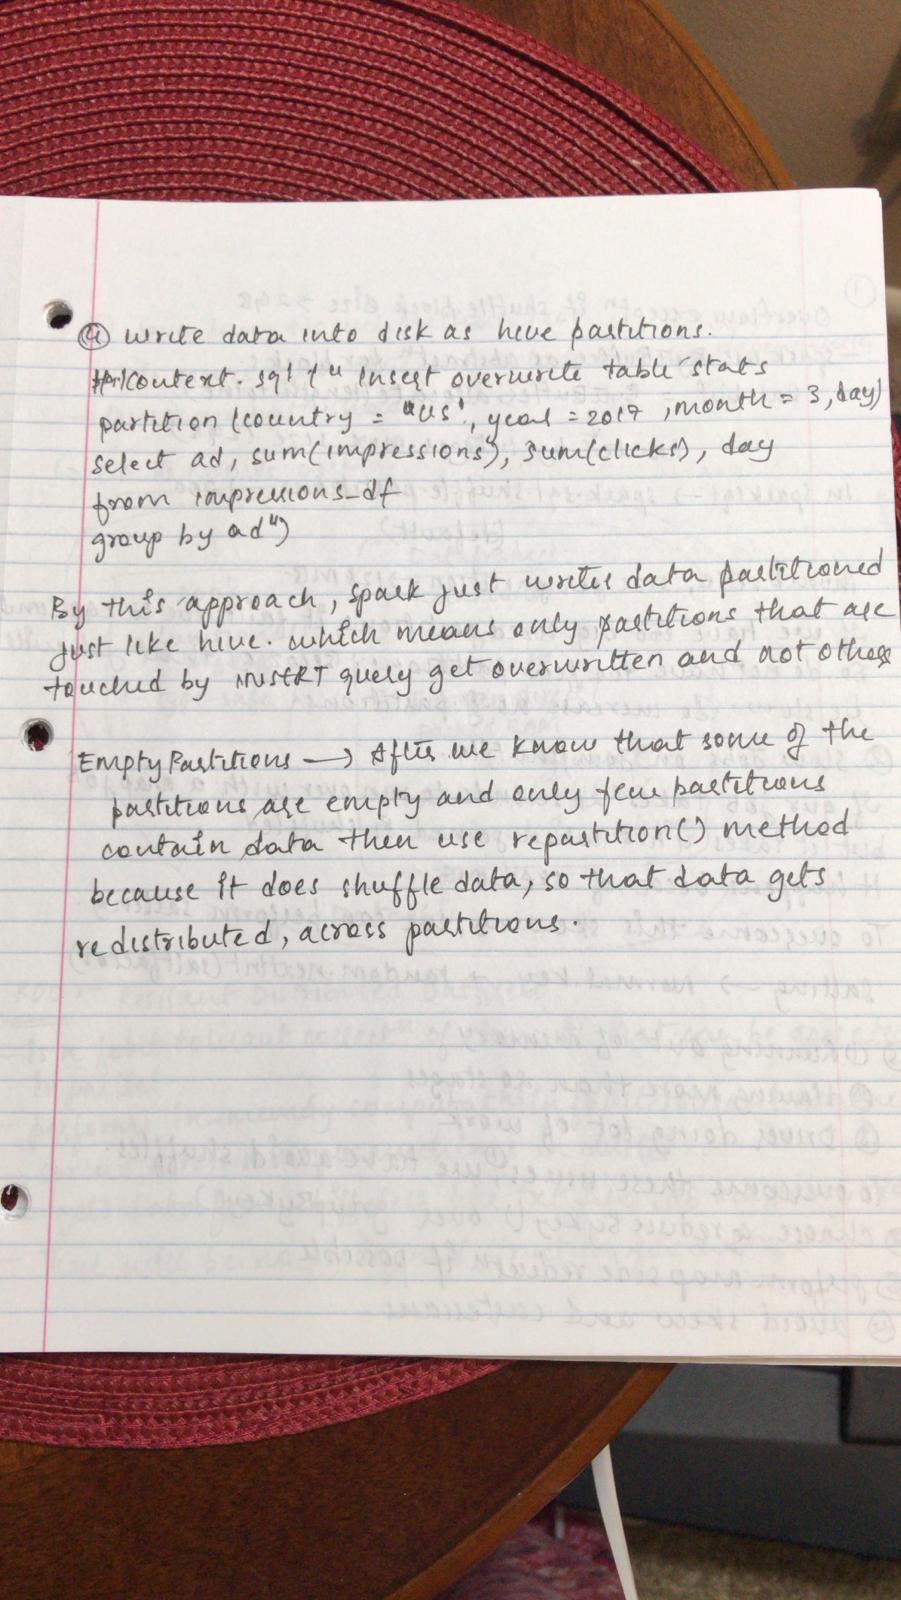 ④ write data into disk as hive partitions.
context.sql ("Insert overwrite table stats
partition (country = "US', year = 2017, month = 3, day)
select ad, sum(impressions), sum(clicks), day
from impressions_df
group by ad")
By this approach, Spark just writes data partitioned
just like hive. which means only partitions that are
touched by INSERT query get overwritten and not others
Empty Partitions → After we know that some of the
partitions are empty and only few partitions
contain data then use repartition() method
because it does shuffle data, so that data gets
redistributed, across partitions.